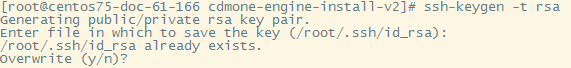 [root@centos75-doc-61-166 cdmone-engine-install-v2]# ssh-keygen -t rsa
Generating public/private rsa key pair.
Enter file in which to save the key (/root/.ssh/id_rsa):
/root/.ssh/id_rsa already exists.
Overwrite (y/n)?